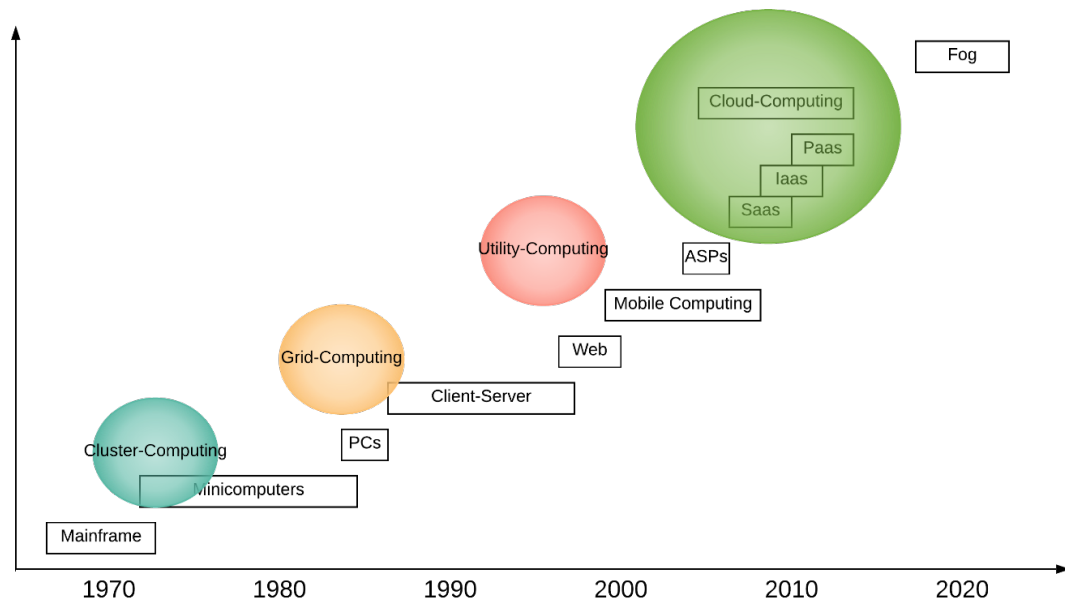 Fog
Cloud-Computing
Paas
Iaas
Saas
Utility-Computing
ASPs
Mobile Computing
Web
Grid-Computing
Client-Server
PCs
Cluster-Computing
Minicomputers
Mainframe
1970 1980 1990 2000 2010 2020